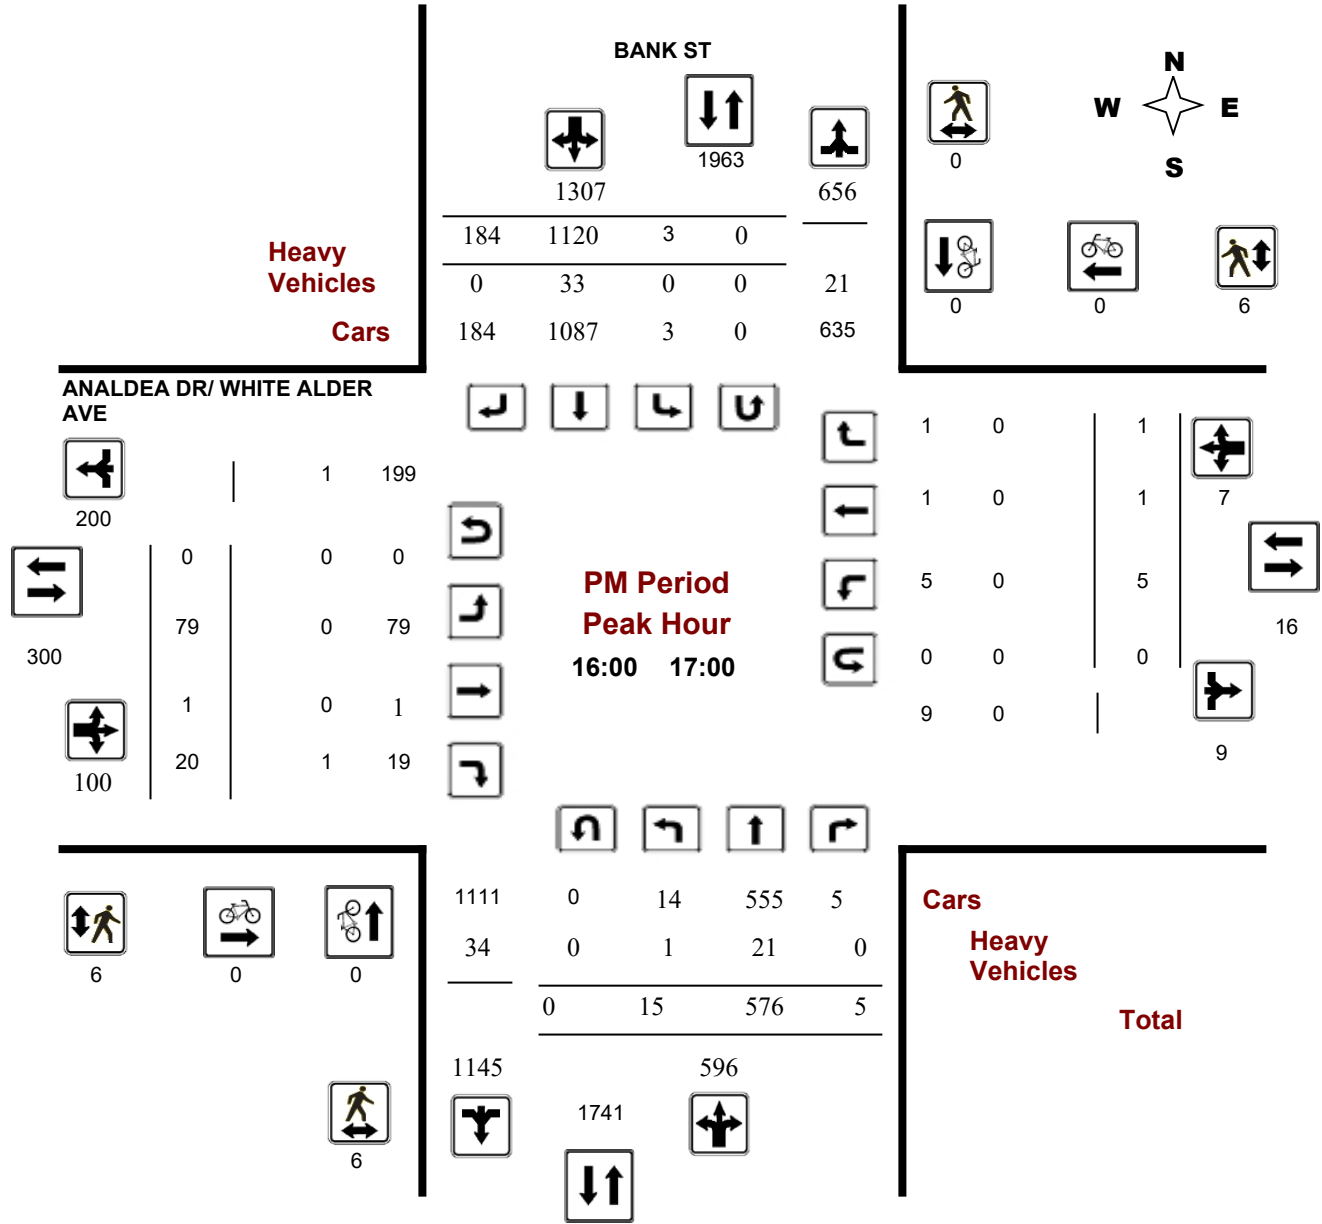 BANK ST
N
W E
S
1963
0
1307
656
184 1120 3 0
Heavy
Vehicles
0 33 0 0 21
0 0 6
Cars
184 1087 3 0 635
ANALDEA DR/ WHITE ALDER
AVE
1 0 1
1 199
7
1 0 1
200
0 0 0
5 0 5
PM Period
Peak Hour
79 0 79
16
300
0 0 0
16:00 17:00
1 0 1
9 0
9
20 1 19
100
1111 0 14 555 5
Cars
34 0 1 21 0
Heavy
Vehicles
6 0 0
0 15 576 5
Total
1145
596
1741
6